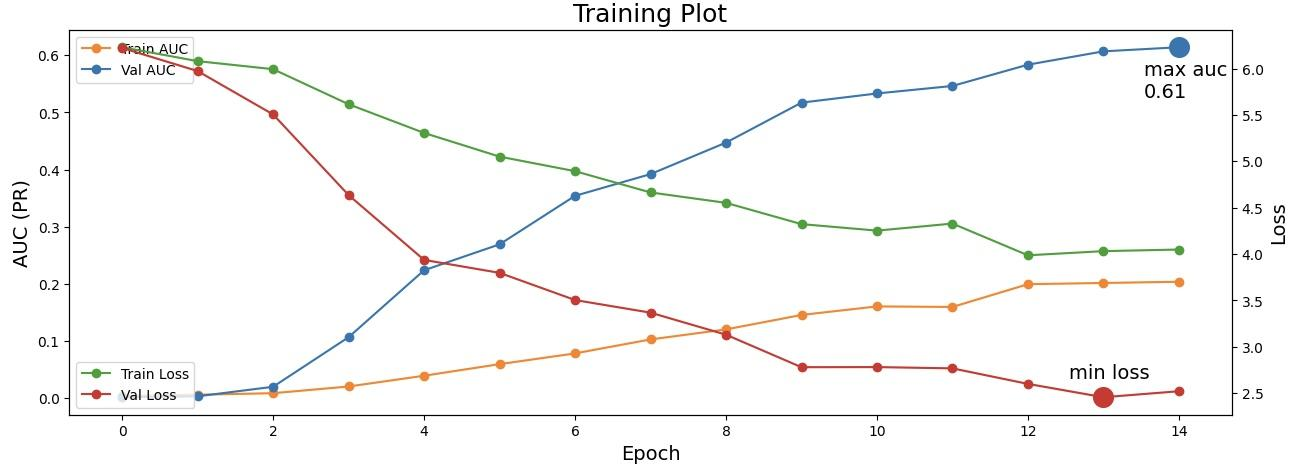 Training Plot
Train AUC
Val AUC
max auc
0.61
min loss
Train Loss
Val Loss
AUC (PR)
0.6
0.5
0.4
0.3
0.2
0.1
0.0
Loss
6.0
5.5
5.0
4.5
4.0
3.5
3.0
2.5
0 2 4 6 8 10 12 14
Epoch